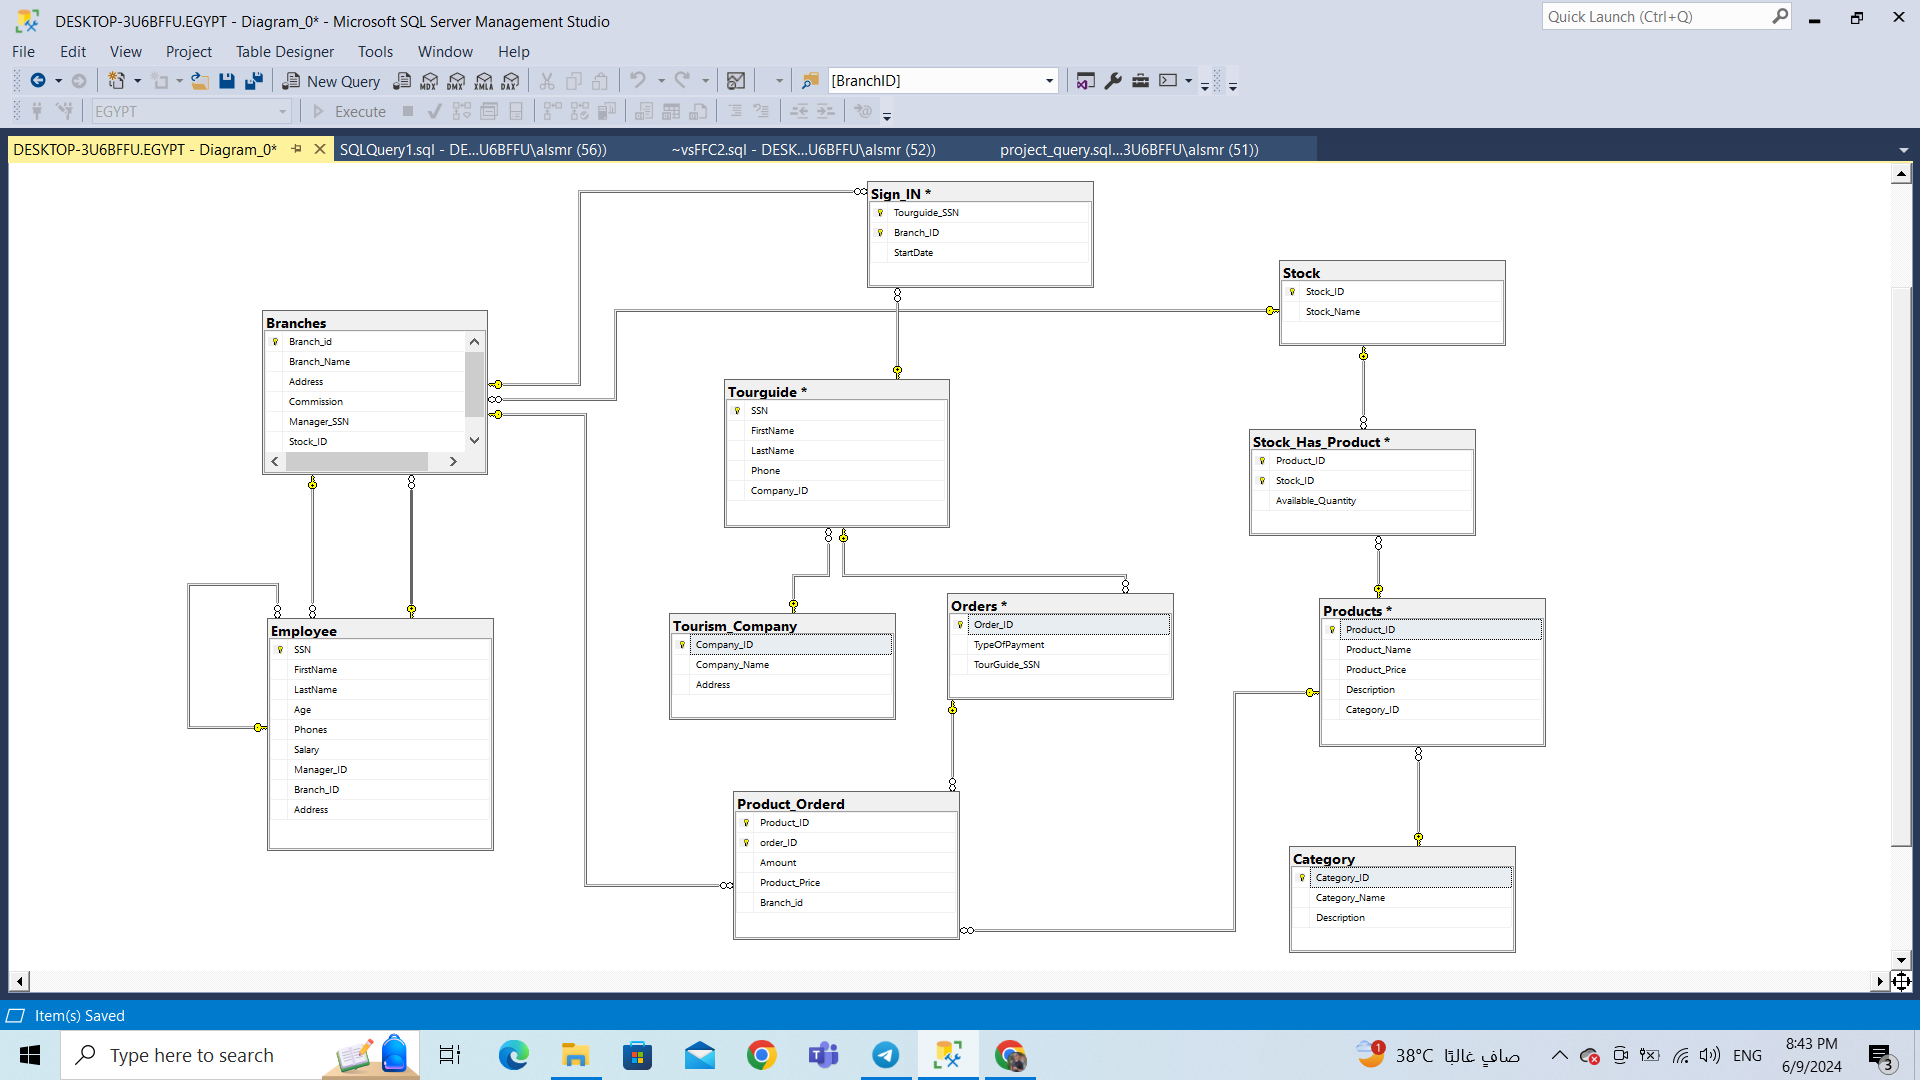 DESKTOP-3U6BFFU.EGYPT - Diagram_0* - Microsoft SQL Server Management Studio
Quick Launch (Ctrl+Q)
File Edit View Project Table Designer Tools Window Help
New Query MDX DMX XMLA DAX [BranchID]
EGYPT Execute
DESKTOP-3U6BFFU.EGYPT - Diagram_0* SQLQuery1.sql - DE...U6BFFU\alsmr (56)) ~vsFFC2.sql - DESK...U6BFFU\alsmr (52)) project_query.sql...3U6BFFU\alsmr (51))
Sign_IN *
Tourguide_SSN
Branch_ID
StartDate
Stock
Stock_ID
Stock_Name
Branches
Branch_id
Branch_Name
Address
Commission
Manager_SSN
Stock_ID
Tourguide *
SSN
FirstName
LastName
Phone
Company_ID
Stock_Has_Product *
Product_ID
Stock_ID
Available_Quantity
Employee
SSN
FirstName
LastName
Age
Phones
Salary
Manager_ID
Branch_ID
Address
Tourism_Company
Company_ID
Company_Name
Address
Orders *
Order_ID
TypeOfPayment
TourGuide_SSN
Products *
Product_ID
Product_Name
Product_Price
Description
Category_ID
Product_Orderd
Product_ID
order_ID
Amount
Product_Price
Branch_id
Category
Category_ID
Category_Name
Description
Item(s) Saved
Type here to search
1
38°C صافٍ غالبًا
ENG
8:43 PM
6/9/2024
3